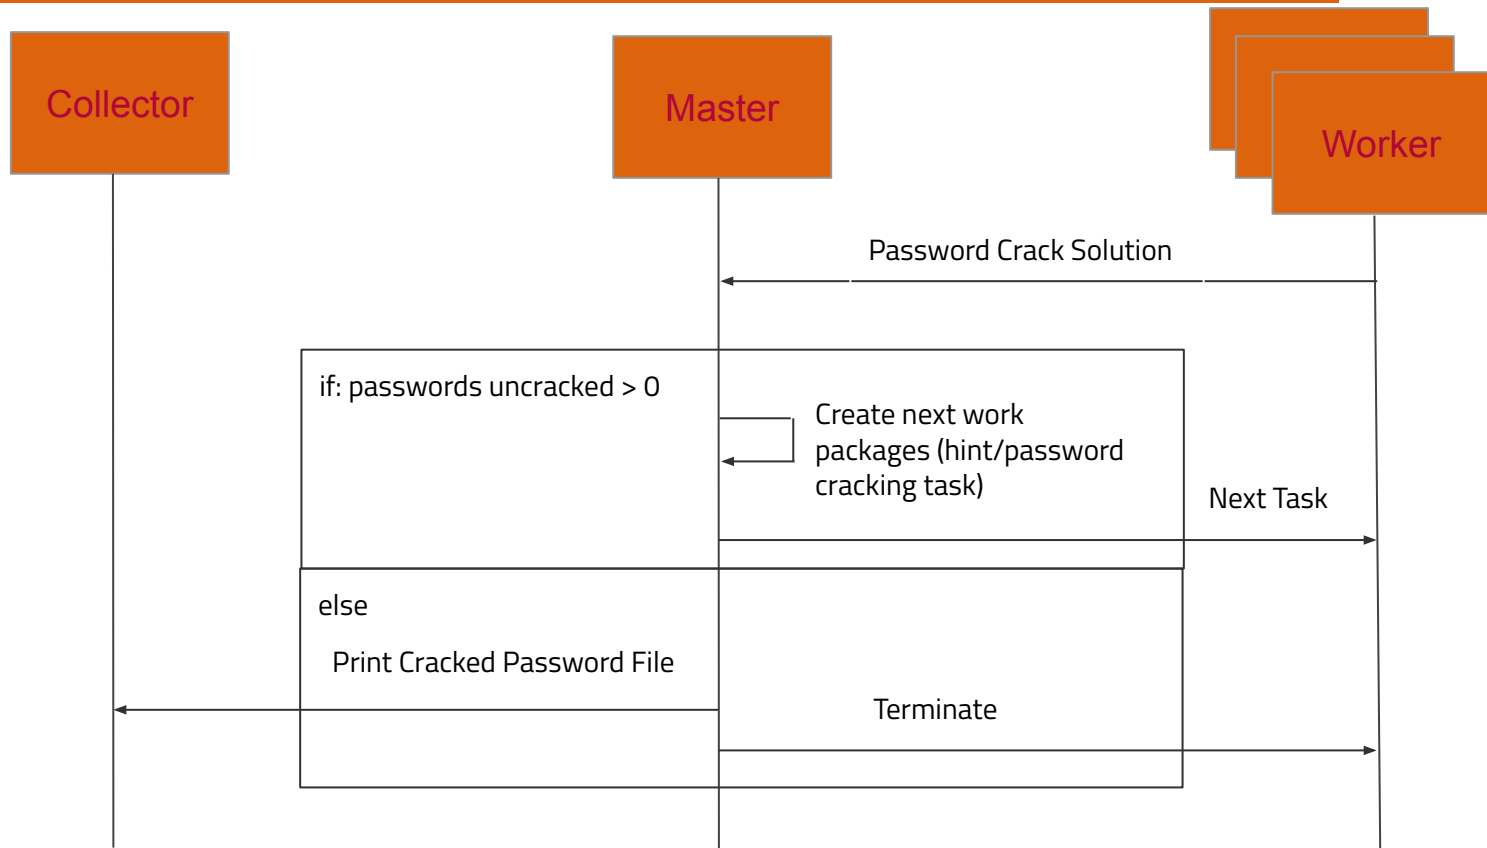 Collector
Master
Worker
Password Crack Solution
if: passwords uncracked > 0
Create next work
packages (hint/password
cracking task)
Next Task
else
Print Cracked Password File
Terminate